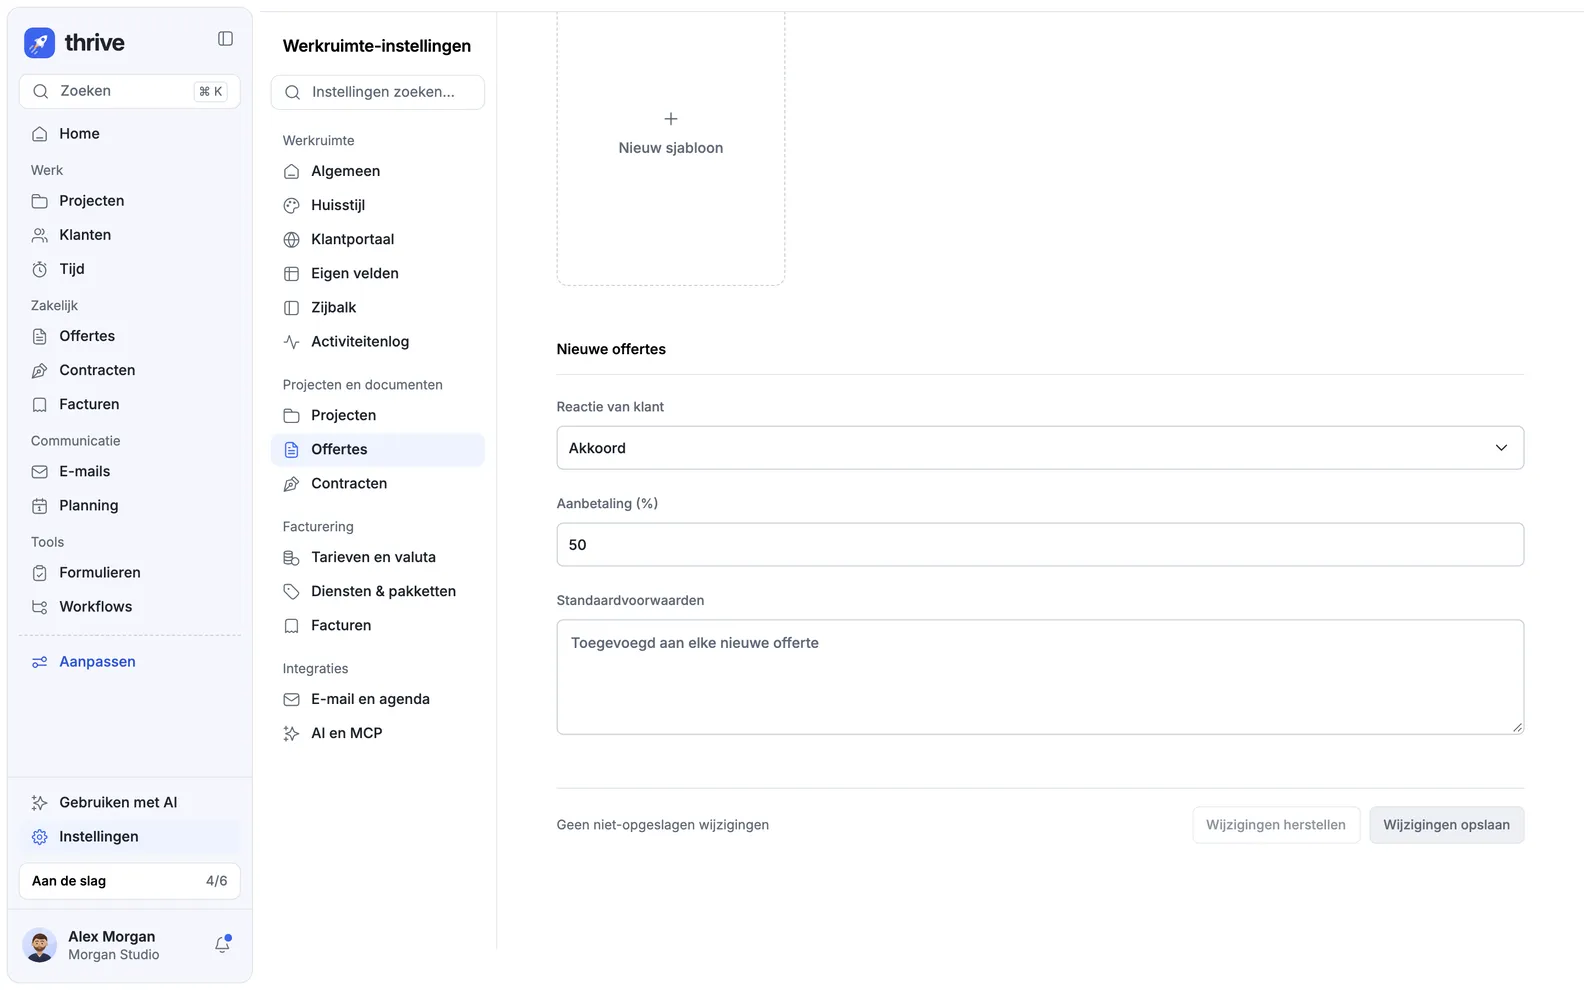 thrive
Zoeken
⌘ K
Home
Werk
Projecten
Klanten
Tijd
Zakelijk
Offertes
Contracten
Facturen
Communicatie
E-mails
Planning
Tools
Formulieren
Workflows
Aanpassen
Gebruiken met AI
Instellingen
Aan de slag
4/6
Alex Morgan
Morgan Studio
Werkruimte-instellingen
Instellingen zoeken...
Werkruimte
Algemeen
Huisstijl
Klantportaal
Eigen velden
Zijbalk
Activiteitenlog
Projecten en documenten
Projecten
Offertes
Contracten
Facturering
Tarieven en valuta
Diensten & pakketten
Facturen
Integraties
E-mail en agenda
AI en MCP
Nieuw sjabloon
Nieuwe offertes
Reactie van klant
Akkoord
Aanbetaling (%)
50
Standaardvoorwaarden
Toegevoegd aan elke nieuwe offerte
Geen niet-opgeslagen wijzigingen
Wijzigingen herstellen
Wijzigingen opslaan